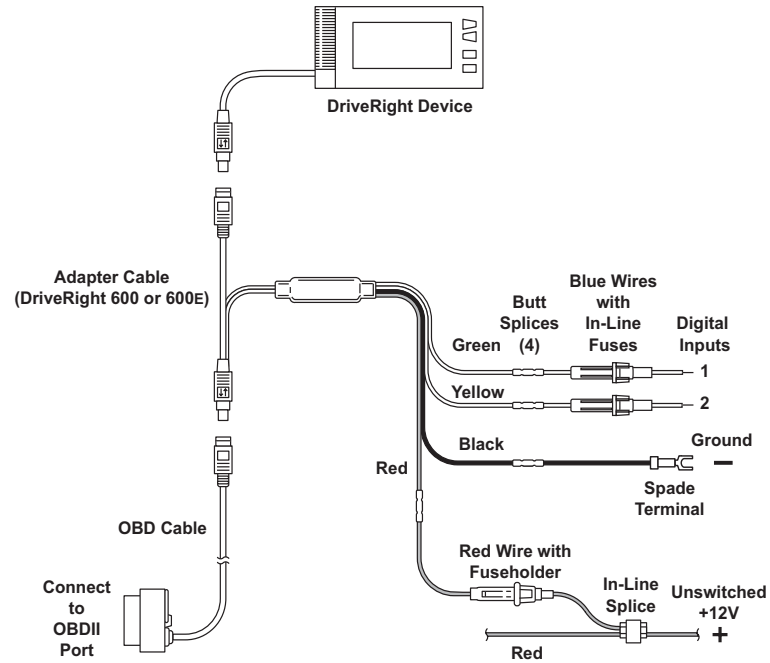 DriveRight Device
Adapter Cable
(DriveRight 600 or 600E)
Green
Butt
Splices
(4)
Blue Wires
with
In-Line
Fuses
Digital
Inputs
1
Yellow
2
Black
Ground
Spade
Terminal
Red
OBD Cable
Connect
to
OBDII
Port
Red Wire with
Fuseholder
In-Line
Splice
Unswitched
+12V
+
Red